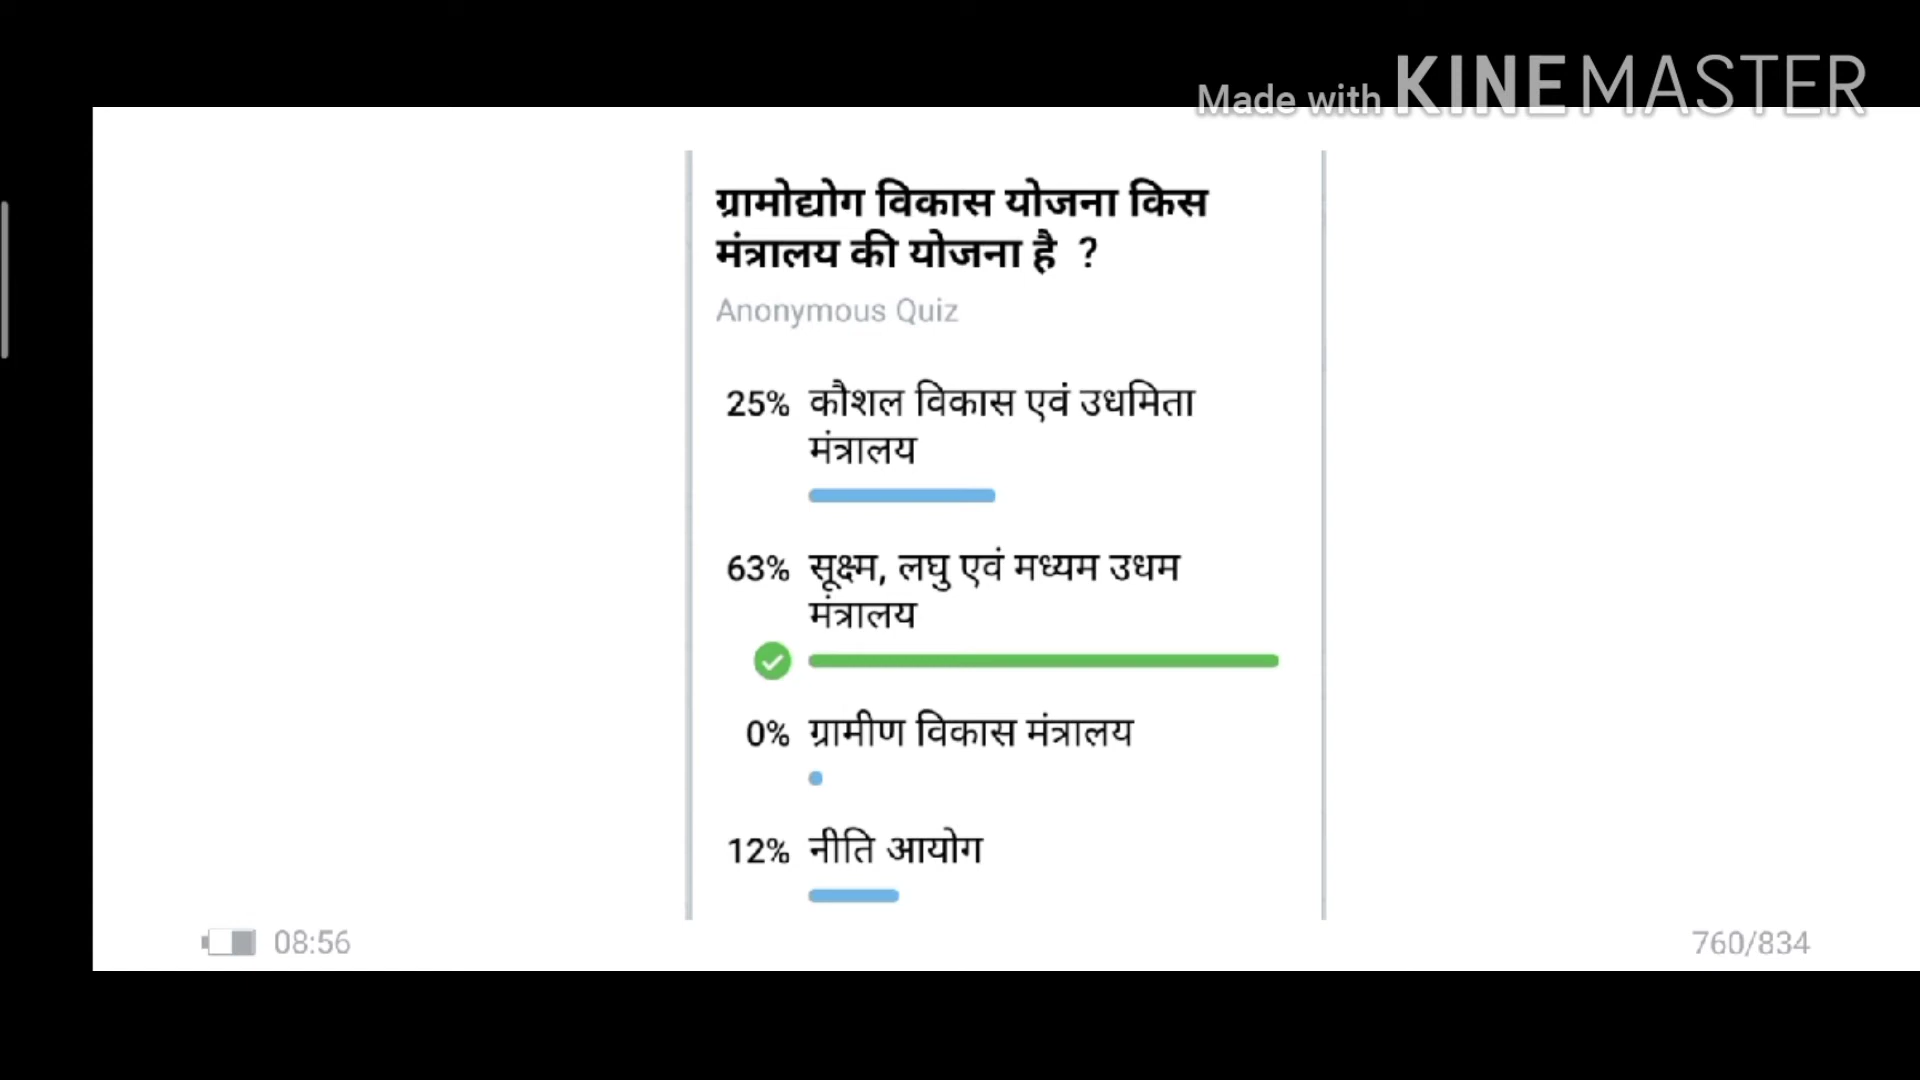 Made with KINEMASTER
ग्रामोद्योग विकास योजना किस
मंत्रालय की योजना है ?
Anonymous Quiz
25% कौशल विकास एवं उधमिता
मंत्रालय
63% सूक्ष्म, लघु एवं मध्यम उधम
मंत्रालय
0% ग्रामीण विकास मंत्रालय
12% नीति आयोग
08:56
760/834